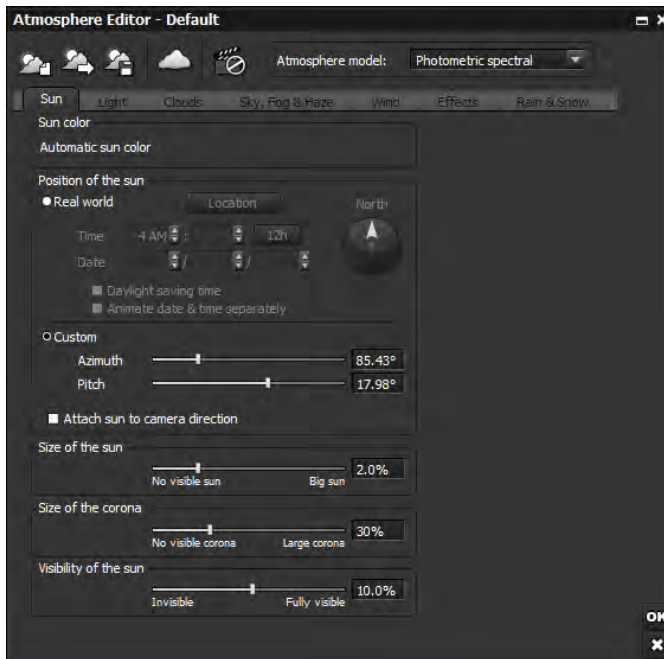 Atmosphere Editor - Default
Atmosphere model: Photometric spectral
Sun Light Clouds Sky, Fog & Haze Wind Effects Rain & Snow
Sun color
Automatic sun color
Position of the sun
Real world Location North
Time 4 AM : 12h
Date / /
Daylight saving time
Animate date & time separately
Custom
Azimuth 85.43°
Pitch 17.98°
Attach sun to camera direction
Size of the sun
2.0%
No visible sun Big sun
Size of the corona
30%
No visible corona Large corona
Visibility of the sun
10.0%
Invisible Fully visible
OK